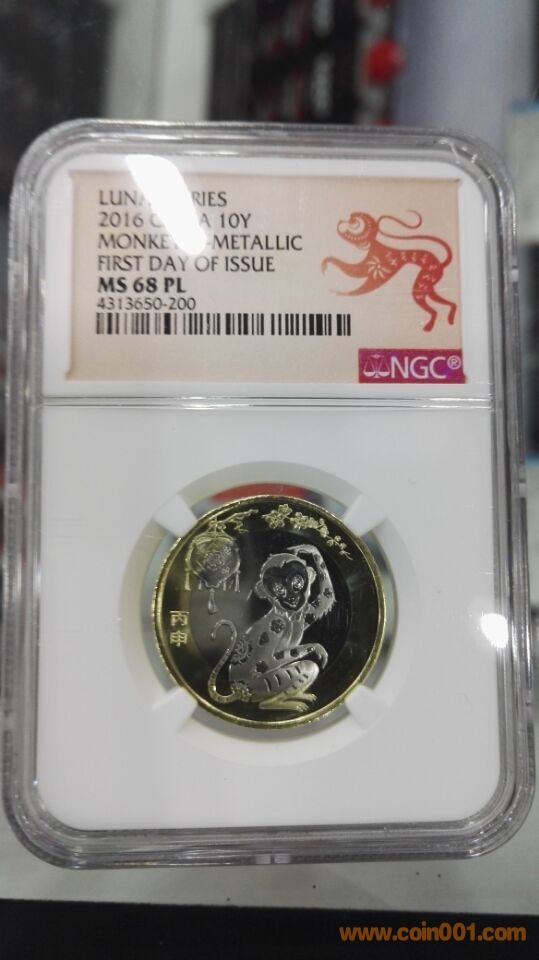 2016 10Y
METALLIC
FIRST DAY OF ISSUE
MS 68 PL
4313650-200
NGC®
丙申
www.coin001.com